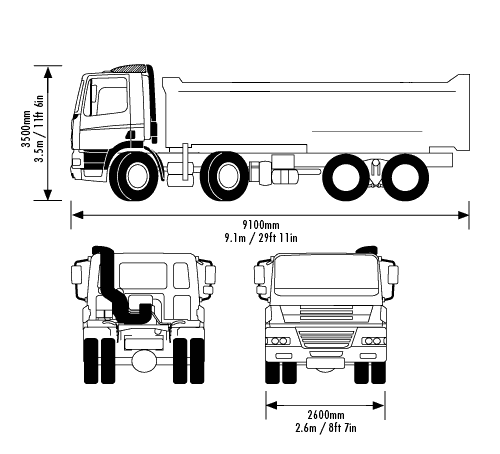 3500mm
3.5m / 11ft 6in
9100mm
9.1m / 29ft 11in
2600mm
2.6m / 8ft 7in